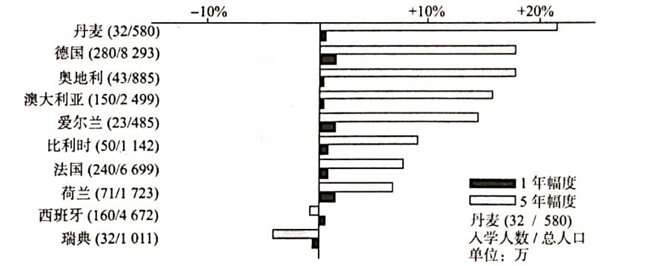 −10% +10% +20%
丹麦 (32/580)
德国 (280/8 293)
奥地利 (43/885)
澳大利亚 (150/2 499)
爱尔兰 (23/485)
比利时 (50/1 142)
法国 (240/6 699)
荷兰 (71/1 723)
西班牙 (160/4 672)
瑞典 (32/1 011)
1 年幅度
5 年幅度
丹麦 (32 / 580)
入学人数 / 总人口
单位：万